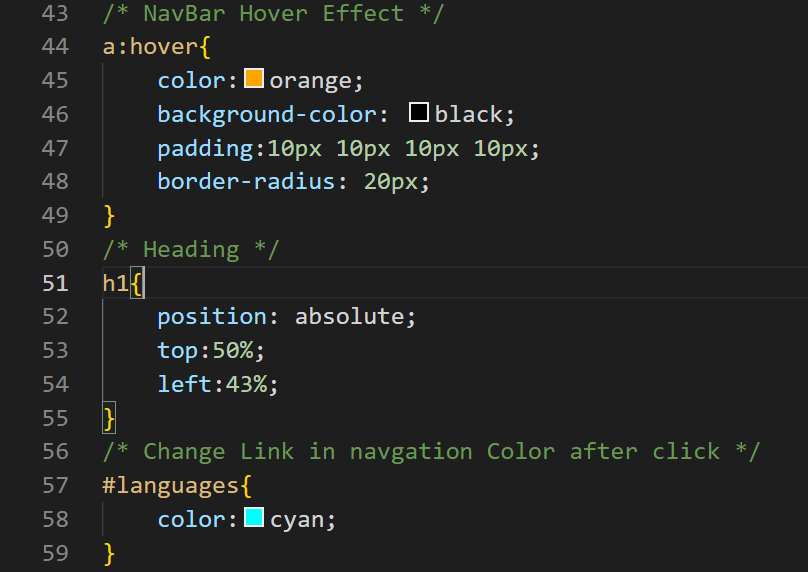 43 /* NavBar Hover Effect */
44 a:hover{
45 color:orange;
46 background-color: black;
47 padding:10px 10px 10px 10px;
48 border-radius: 20px;
49 }
50 /* Heading */
51 h1{
52 position: absolute;
53 top:50%;
54 left:43%;
55 }
56 /* Change Link in navgation Color after click */
57 #languages{
58 color:cyan;
59 }